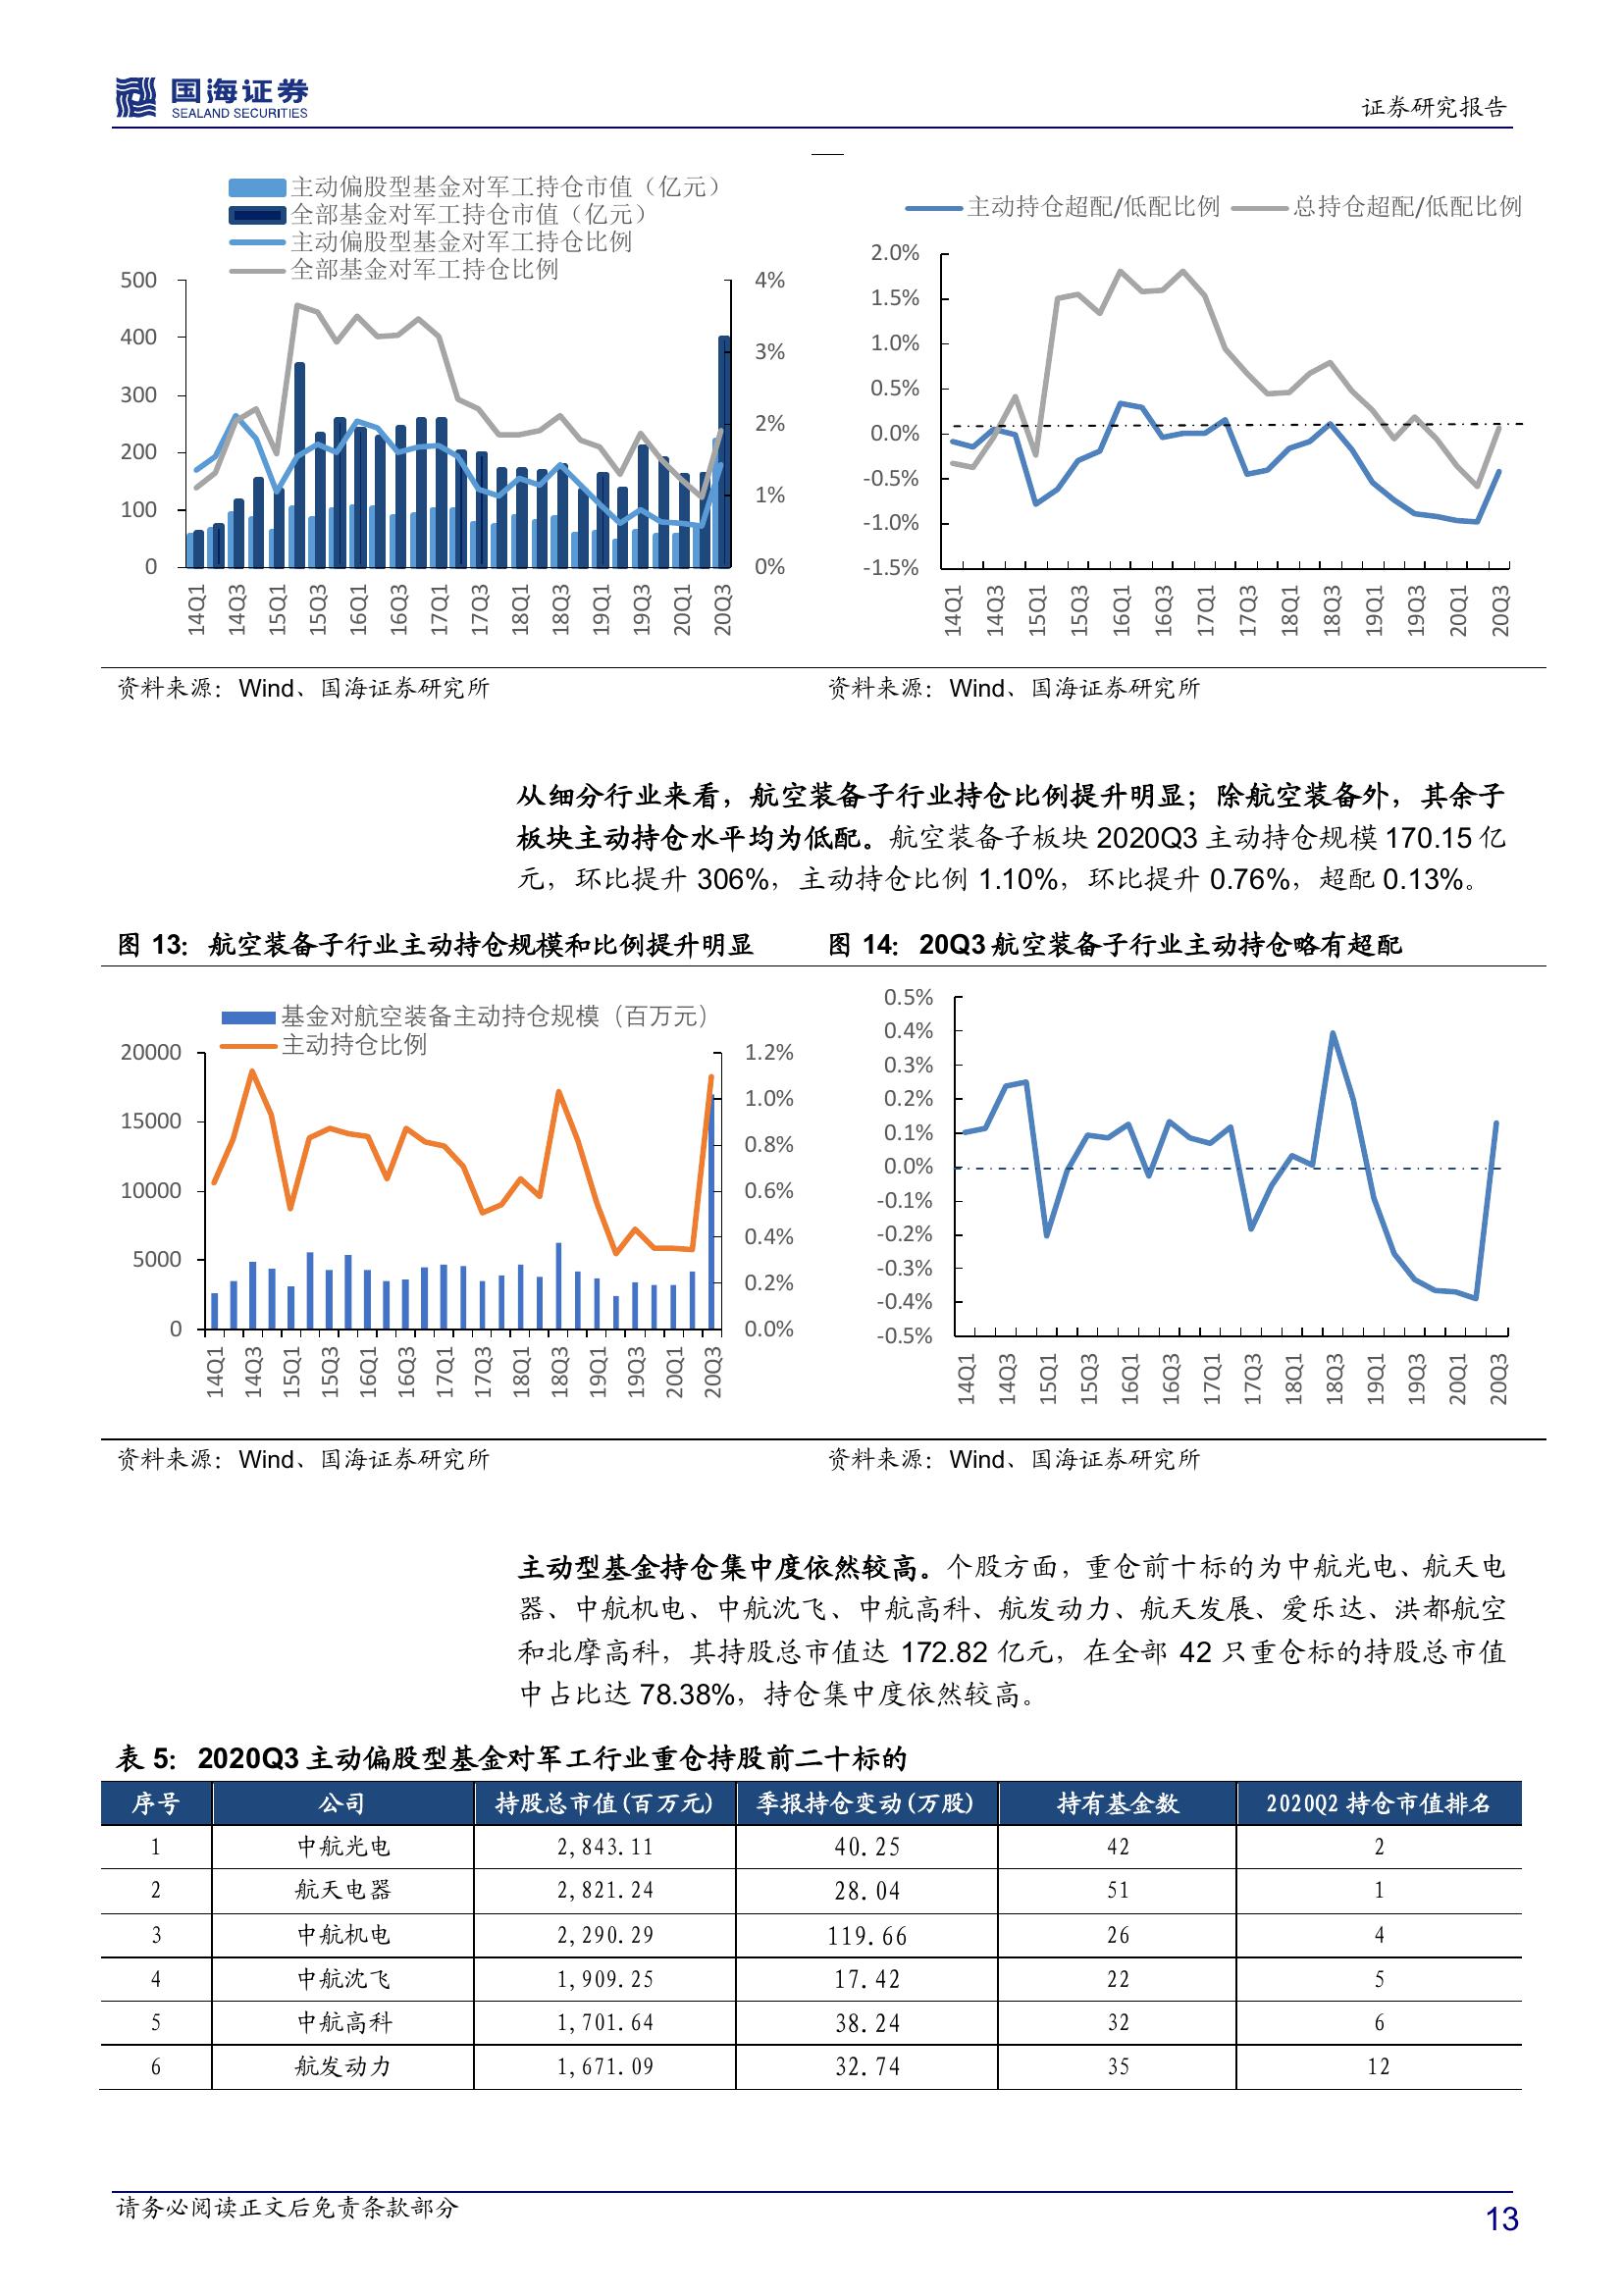 国海证券
SEALAND SECURITIES
证券研究报告
主动偏股型基金对军工持仓市值（亿元）
全部基金对军工持仓市值（亿元）
主动偏股型基金对军工持仓比例
全部基金对军工持仓比例
500
400
300
200
100
0
4%
3%
2%
1%
0%
14Q1 14Q3 15Q1 15Q3 16Q1 16Q3 17Q1 17Q3 18Q1 18Q3 19Q1 19Q3 20Q1 20Q3
主动持仓超配/低配比例 总持仓超配/低配比例
2.0%
1.5%
1.0%
0.5%
0.0%
-0.5%
-1.0%
-1.5%
14Q1 14Q3 15Q1 15Q3 16Q1 16Q3 17Q1 17Q3 18Q1 18Q3 19Q1 19Q3 20Q1 20Q3
资料来源：Wind、国海证券研究所 资料来源：Wind、国海证券研究所
从细分行业来看，航空装备子行业持仓比例提升明显；除航空装备外，其余子
板块主动持仓水平均为低配。航空装备子板块 2020Q3 主动持仓规模 170.15 亿
元，环比提升 306%，主动持仓比例 1.10%，环比提升 0.76%，超配 0.13%。
图 13：航空装备子行业主动持仓规模和比例提升明显 图 14：20Q3 航空装备子行业主动持仓略有超配
基金对航空装备主动持仓规模（百万元）
主动持仓比例
20000
15000
10000
5000
0
1.2%
1.0%
0.8%
0.6%
0.4%
0.2%
0.0%
14Q1 14Q3 15Q1 15Q3 16Q1 16Q3 17Q1 17Q3 18Q1 18Q3 19Q1 19Q3 20Q1 20Q3
0.5%
0.4%
0.3%
0.2%
0.1%
0.0%
-0.1%
-0.2%
-0.3%
-0.4%
-0.5%
14Q1 14Q3 15Q1 15Q3 16Q1 16Q3 17Q1 17Q3 18Q1 18Q3 19Q1 19Q3 20Q1 20Q3
资料来源：Wind、国海证券研究所 资料来源：Wind、国海证券研究所
主动型基金持仓集中度依然较高。个股方面，重仓前十标的为中航光电、航天电
器、中航机电、中航沈飞、中航高科、航发动力、航天发展、爱乐达、洪都航空
和北摩高科，其持股总市值达 172.82 亿元，在全部 42 只重仓标的持股总市值
中占比达 78.38%，持仓集中度依然较高。
表 5：2020Q3 主动偏股型基金对军工行业重仓持股前二十标的
序号 公司 持股总市值(百万元) 季报持仓变动(万股) 持有基金数 2020Q2 持仓市值排名
1 中航光电 2,843.11 40.25 42 2
2 航天电器 2,821.24 28.04 51 1
3 中航机电 2,290.29 119.66 26 4
4 中航沈飞 1,909.25 17.42 22 5
5 中航高科 1,701.64 38.24 32 6
6 航发动力 1,671.09 32.74 35 12
请务必阅读正文后免责条款部分
13